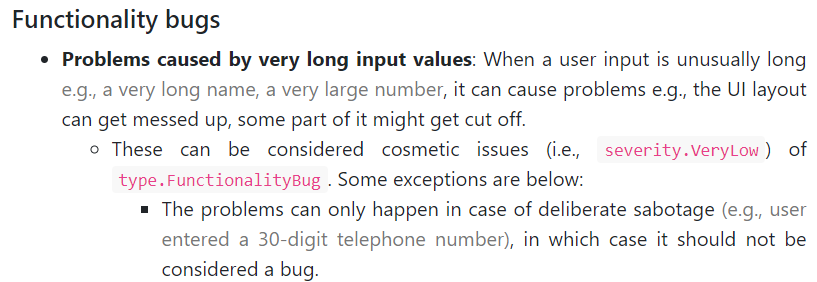 Functionality bugs
• Problems caused by very long input values: When a user input is unusually long
e.g., a very long name, a very large number, it can cause problems e.g., the UI layout
can get messed up, some part of it might get cut off.
◦ These can be considered cosmetic issues (i.e., severity.VeryLow) of
type.FunctionalityBug. Some exceptions are below:
▪ The problems can only happen in case of deliberate sabotage (e.g., user
entered a 30-digit telephone number), in which case it should not be
considered a bug.